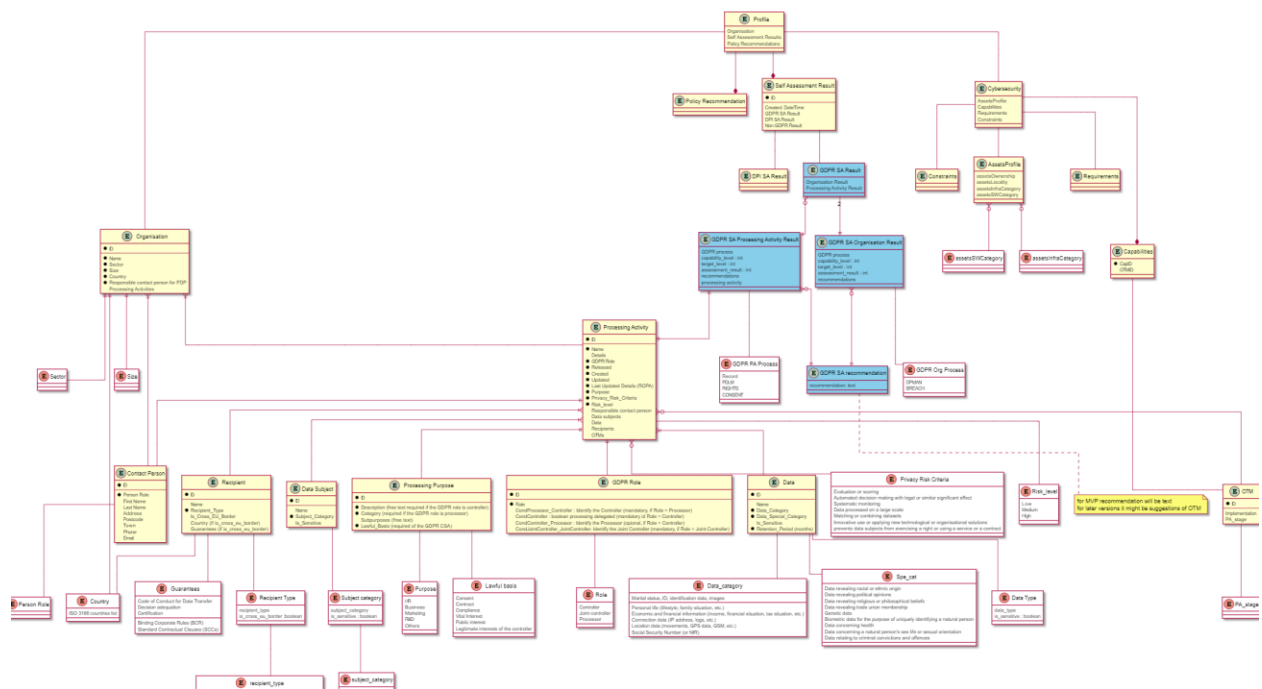 E Profile
Organisation
Self Assessment Results
Policy Recommendations
E Policy Recommendation
E Self Assessment Result
ID
Created: DateTime
GDPR SA Result
DPI SA Result
Non GDPR Result
E Cybersecurity
AssetsProfile
Capabilities
Requirements
Constraints
E DPI SA Result
E GDPR SA Result
Organisation Result
Processing Activity Result
2
E Constraints
E AssetsProfile
assetsOwnership
assetsLocality
assetsInfraCategory
assetsSWCategory
E Requirements
E Organisation
ID
Name
Sector
Size
Country
Responsible contact person for PDP
Processing Activities
E GDPR SA Processing Activity Result
GDPR process
capability_level : int
target_level : int
assessment_result : int
recommendations
processing activity
E GDPR SA Organisation Result
GDPR process
capability_level : int
target_level : int
assessment_result : int
recommendations
E assetsSWCategory
E assetsInfraCategory
E Capabilities
CapID
OTMID
E Processing Activity
ID
Name
Details
GDPR Role
Released
Created
Updated
Last Updated Details (ROPA)
Purpose
Privacy_Risk_Criteria
Risk_level
Responsible contact person
Data subjects
Data
Recipients
OTMs
E Sector
E Size
E GDPR PA Process
Record
RIGHTS
CONSENT
E GDPR SA recommendation
recommendation: text
E GDPR Org Process
DPMAN
BREACH
E Contact Person
ID
Person Role
First Name
Last Name
Address
Postcode
Town
Phone
Email
E Recipient
ID
Name
Recipient_Type
Is_Cross_EU_Border
Country (if is_cross_eu_border)
Guarantees (if is_cross_eu_border)
E Data Subject
ID
Name
Subject_Category
Is_Sensitive
E Processing Purpose
ID
Description (free text required if the GDPR role is controller)
Category (required if the GDPR role is processor)
Subpurposes (free text)
Lawful_Basis (required of the GDPR CSA)
E GDPR Role
ID
Role
CondProcessor_Controller : Identify the Controller (mandatory, if Role = Processor)
CondController : boolean processing delegated (mandatory id Role = Controller)
CondController_Processor : Identify the Processor (optional, if Role = Controller)
CondJointController_JointController : Identify the Joint Controller (mandatory, if Role = Joint Controller)
E Data
ID
Name
Data_Category
Data_Special_Category
Is_Sensitive
Retention_Period (months)
E Privacy Risk Criteria
Evaluation or scoring
Automated decision making with legal or similar significant effect
Systematic monitoring
Data processed on a large scale
Matching or combining datasets
Innovative use or applying new technological or organisational solutions
prevents data subjects from exercising a right or using a service or a contract
E Risk_level
Low
Medium
High
for MVP recommendation will be text
for later versions it might be suggestions of OTM
E OTM
ID
Implementation
PA_stage
E Person Role
E Country
ISO 3166 countries list
E Guarantees
Code of Conduct for Data Transfer
Decision adequation
Certification
Binding Corporate Rules (BCR)
Standard Contractual Clauses (SCCs)
E Recipient Type
recipient_type
is_cross_eu_border : boolean
E Subject category
subject_category
is_sensitive : boolean
E Purpose
HR
Business
Marketing
R&D
Others
E Lawful basis
Consent
Contract
Compliance
Vital Interest
Public interest
Legitimate interests of the controller
E Role
Controller
Joint controller
Processor
E Data_category
Marital status, ID, identification data, images
Personal life (lifestyle, family situation, etc.)
Economic and financial information (income, financial situation, tax situation, etc.)
Connection data (IP address, logs, etc.)
Location data (movements, GPS data, GSM, etc.)
Social Security Number (or NIR)
E Spe_cat
Data revealing racial or ethnic origin
Data revealing political opinions
Data revealing religious or philosophical beliefs
Data revealing trade union membership
Genetic data
Biometric data for the purpose of uniquely identifying a natural person
Data concerning health
Data concerning a natural person's sex life or sexual orientation
Data relating to criminal convictions and offences
E Data Type
data_type
is_sensitive : boolean
E PA_stage
E recipient_type
E subject_category